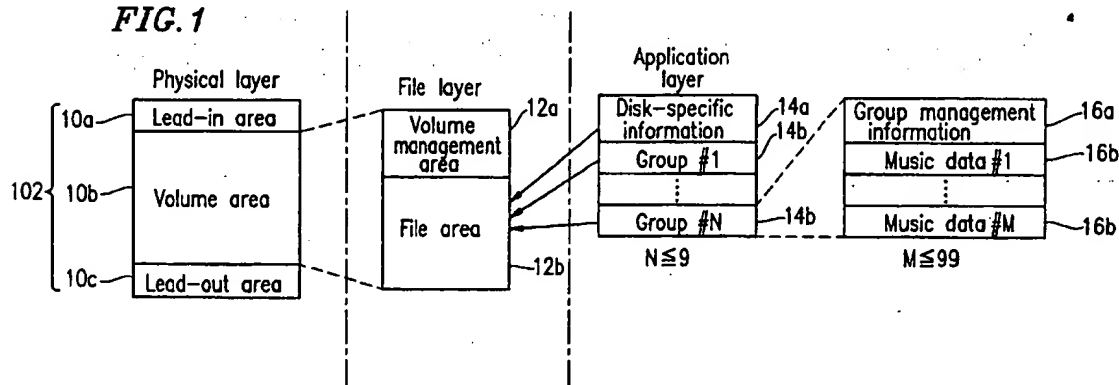 FIG. 1
Physical layer
10a
Lead-in area
102
10b
Volume area
10c
Lead-out area
File layer
12a
Volume
management
area
File area
12b
Application
layer
Disk-specific
information
14a
Group #1
14b
Group #N
14b
N≦9
Group management
information
16a
Music data #1
16b
Music data #M
16b
M≦99